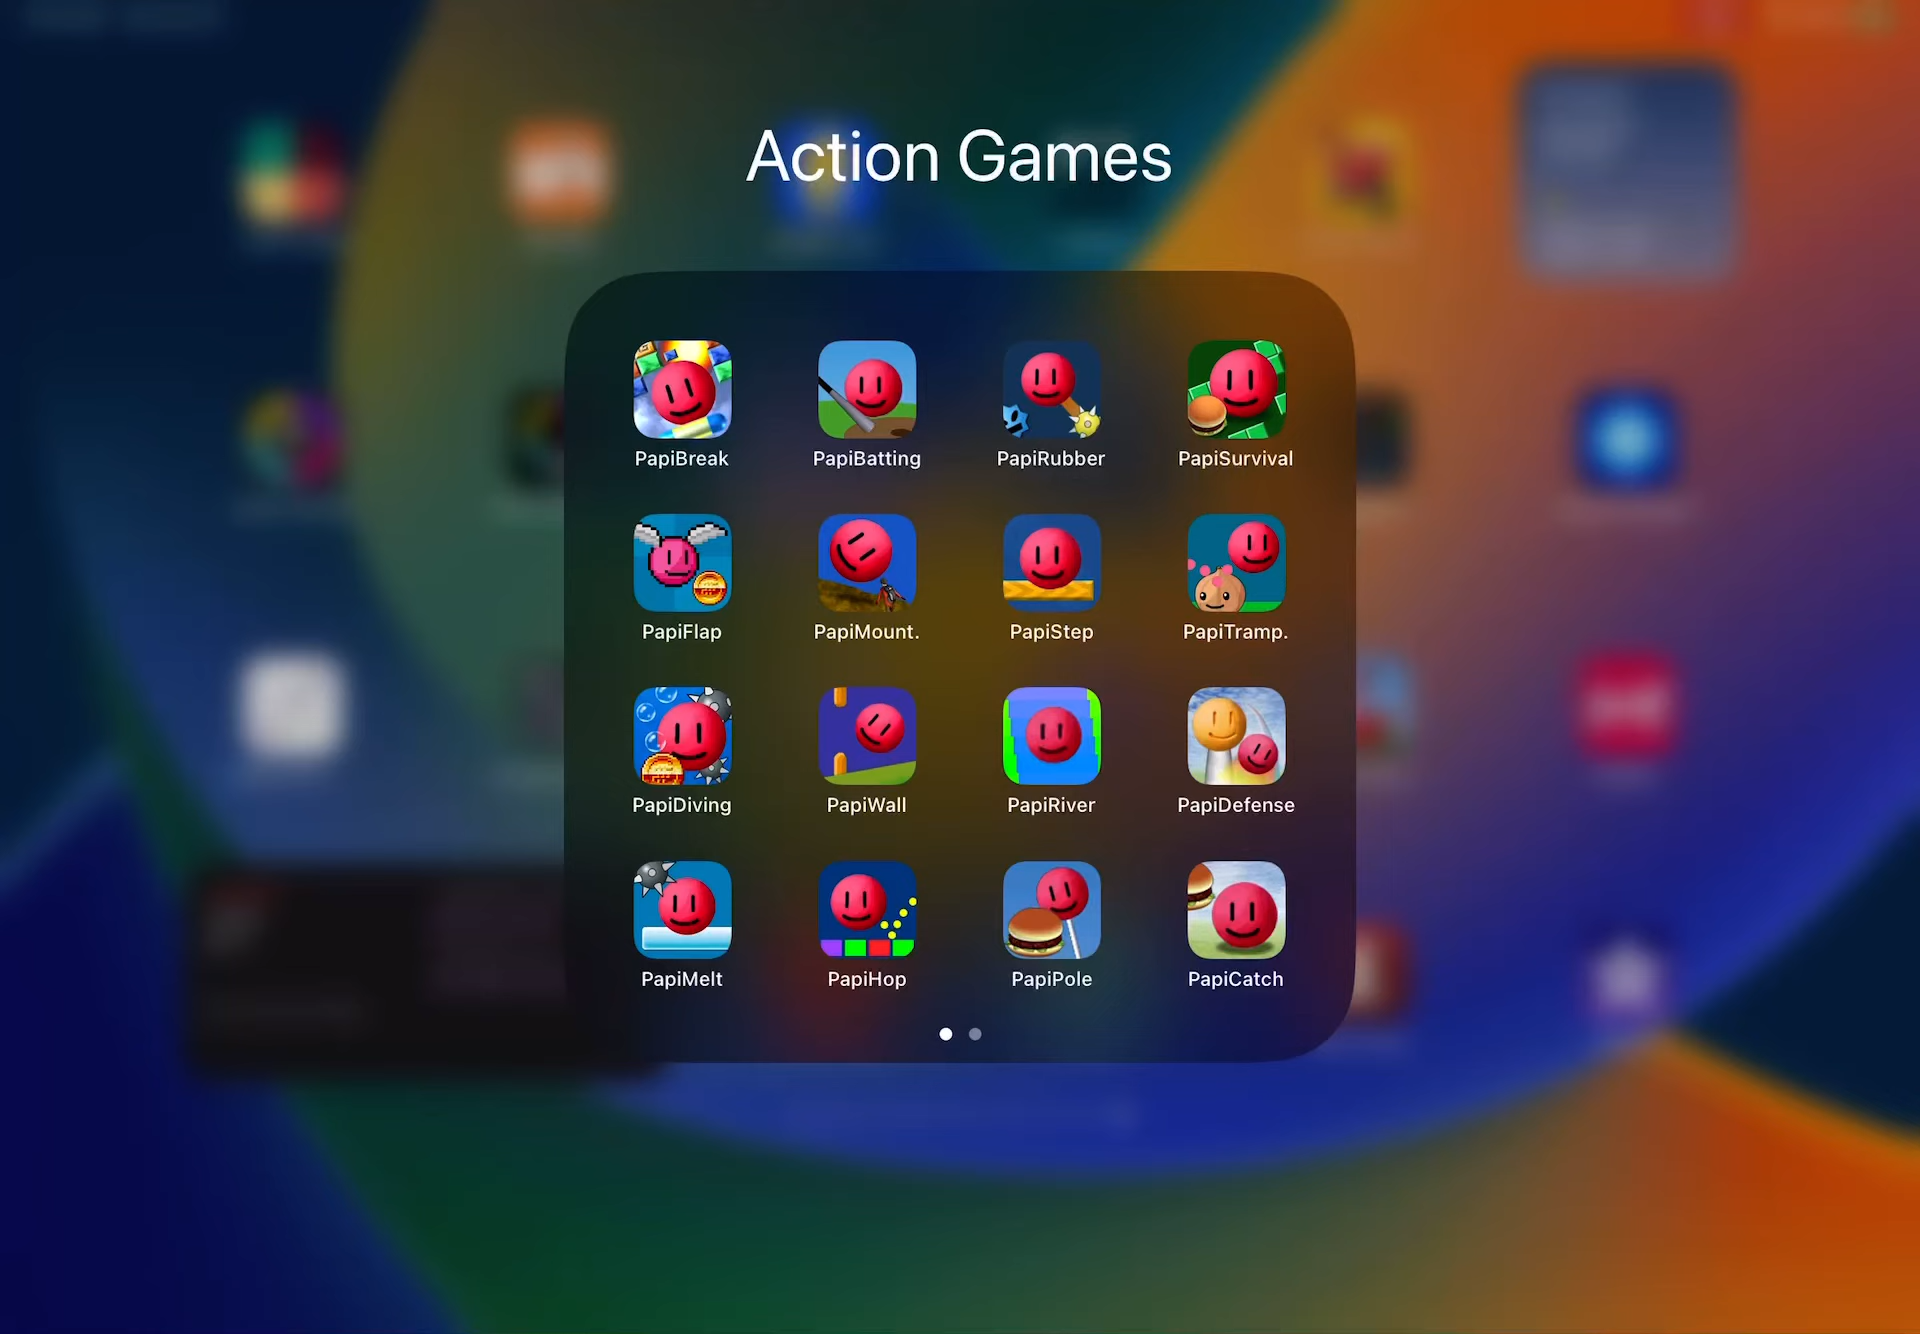 Action Games
PapiBreak
PapiBatting
PapiRubber
PapiSurvival
PapiFlap
PapiMount.
PapiStep
PapiTramp.
PapiDiving
PapiWall
PapiRiver
PapiDefense
PapiMelt
PapiHop
PapiPole
PapiCatch